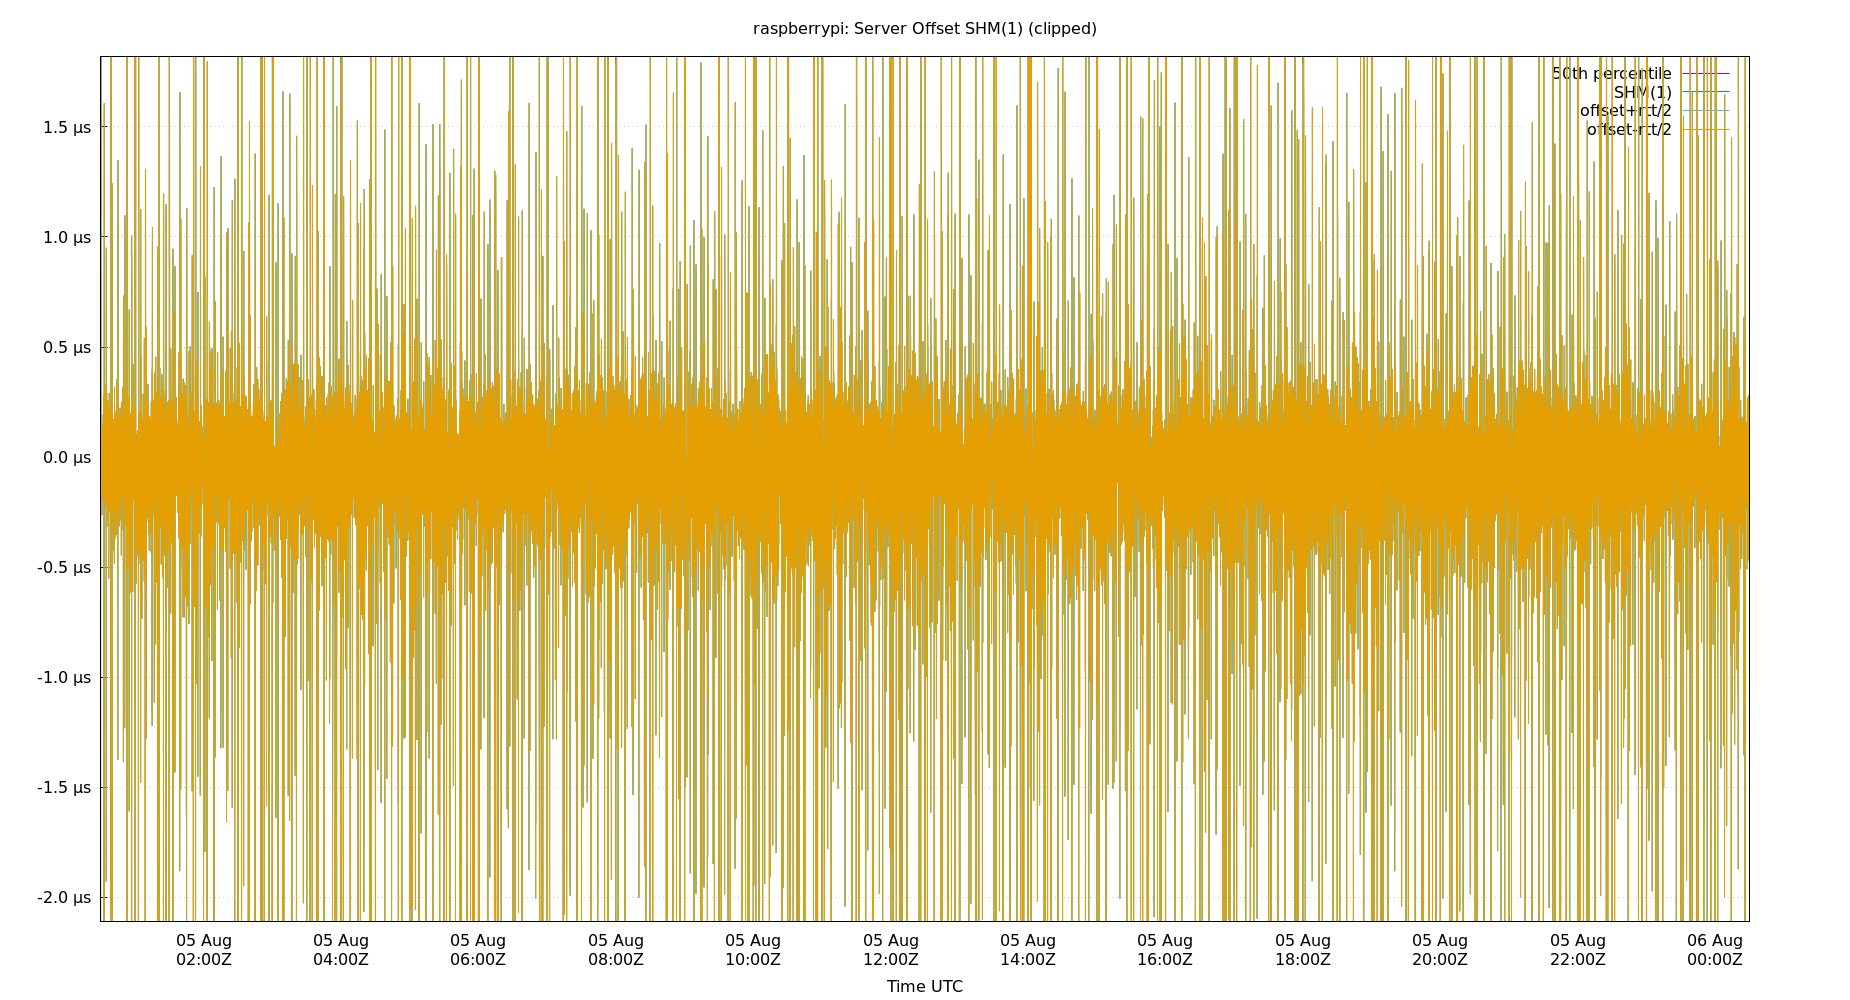 raspberrypi: Server Offset SHM(1) (clipped)
50th percentile
SHM(1)
offset+rtt/2
offset-rtt/2
1.5 µs
1.0 µs
0.5 µs
0.0 µs
-0.5 µs
-1.0 µs
-1.5 µs
-2.0 µs
05 Aug 05 Aug 05 Aug 05 Aug 05 Aug 05 Aug 05 Aug 05 Aug 05 Aug 05 Aug 05 Aug 06 Aug
02:00Z 04:00Z 06:00Z 08:00Z 10:00Z 12:00Z 14:00Z 16:00Z 18:00Z 20:00Z 22:00Z 00:00Z
Time UTC